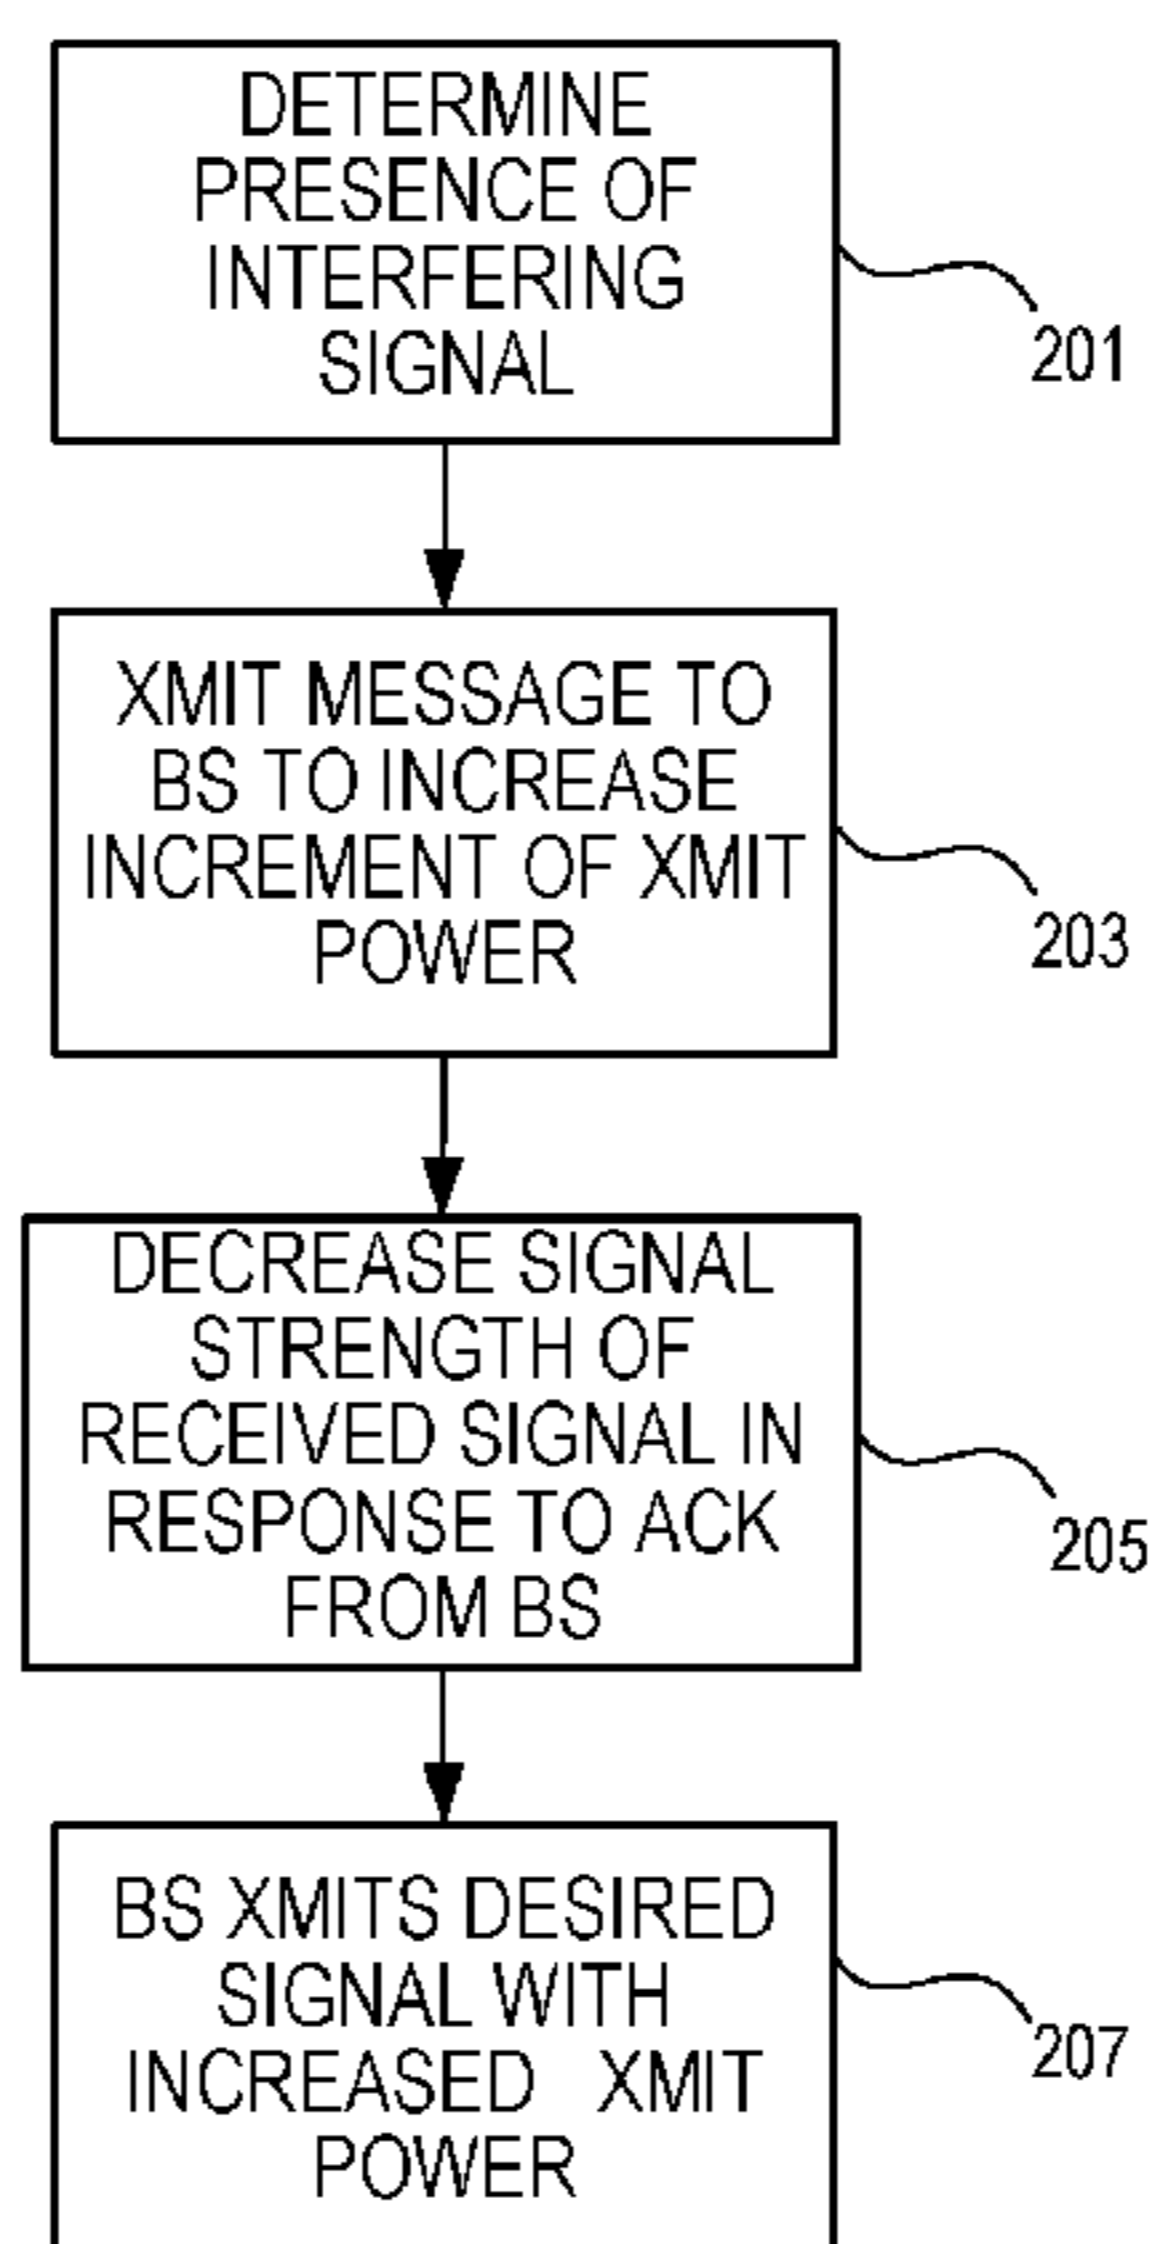 DETERMINE
PRESENCE OF
INTERFERING
SIGNAL
201
XMIT MESSAGE TO
BS TO INCREASE
INCREMENT OF XMIT
POWER
203
DECREASE SIGNAL
STRENGTH OF
RECEIVED SIGNAL IN
RESPONSE TO ACK
FROM BS
205
BS XMITS DESIRED
SIGNAL WITH
INCREASED XMIT
POWER
207